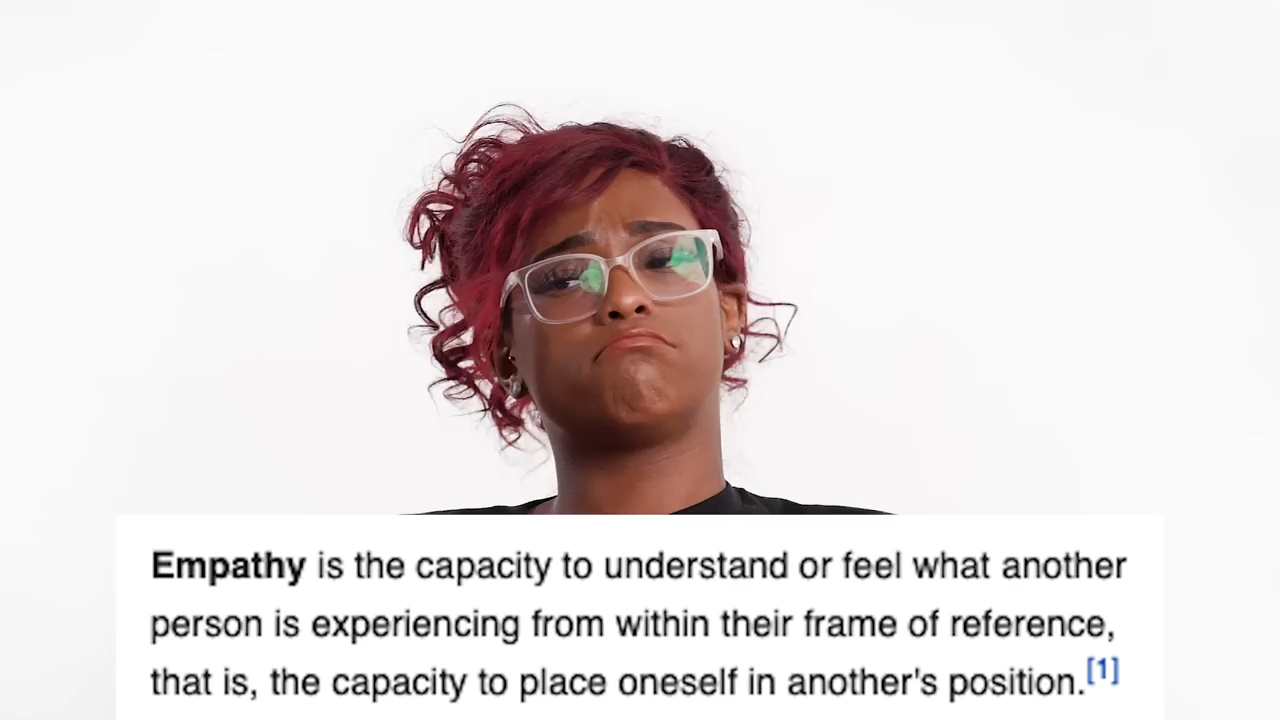 Empathy is the capacity to understand or feel what another
person is experiencing from within their frame of reference,
that is, the capacity to place oneself in another's position.[1]